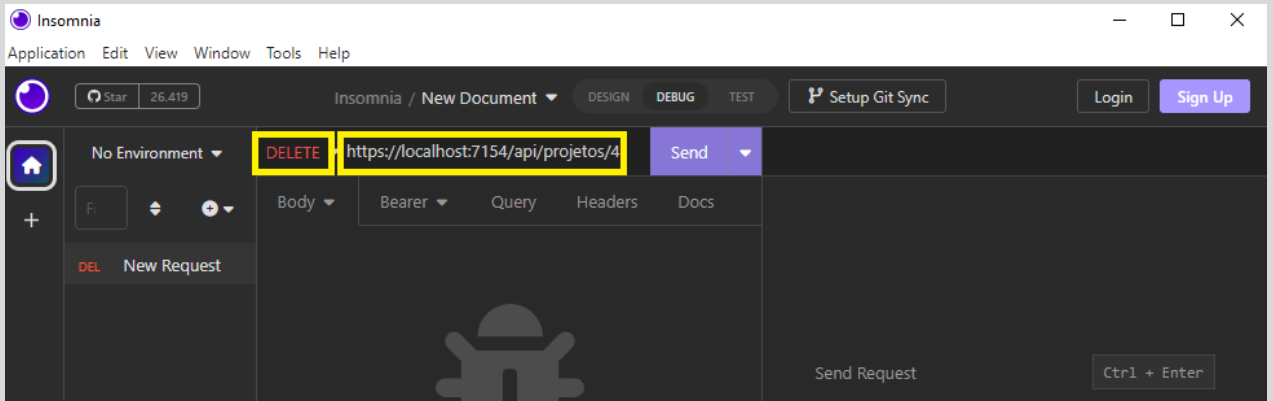 Insomnia
Application Edit View Window Tools Help
Star 26.419 Insomnia / New Document DESIGN DEBUG TEST Setup Git Sync Login Sign Up
No Environment DELETE https://localhost:7154/api/projetos/4 Send
Fi Body Bearer Query Headers Docs
DEL New Request
Send Request Ctrl + Enter